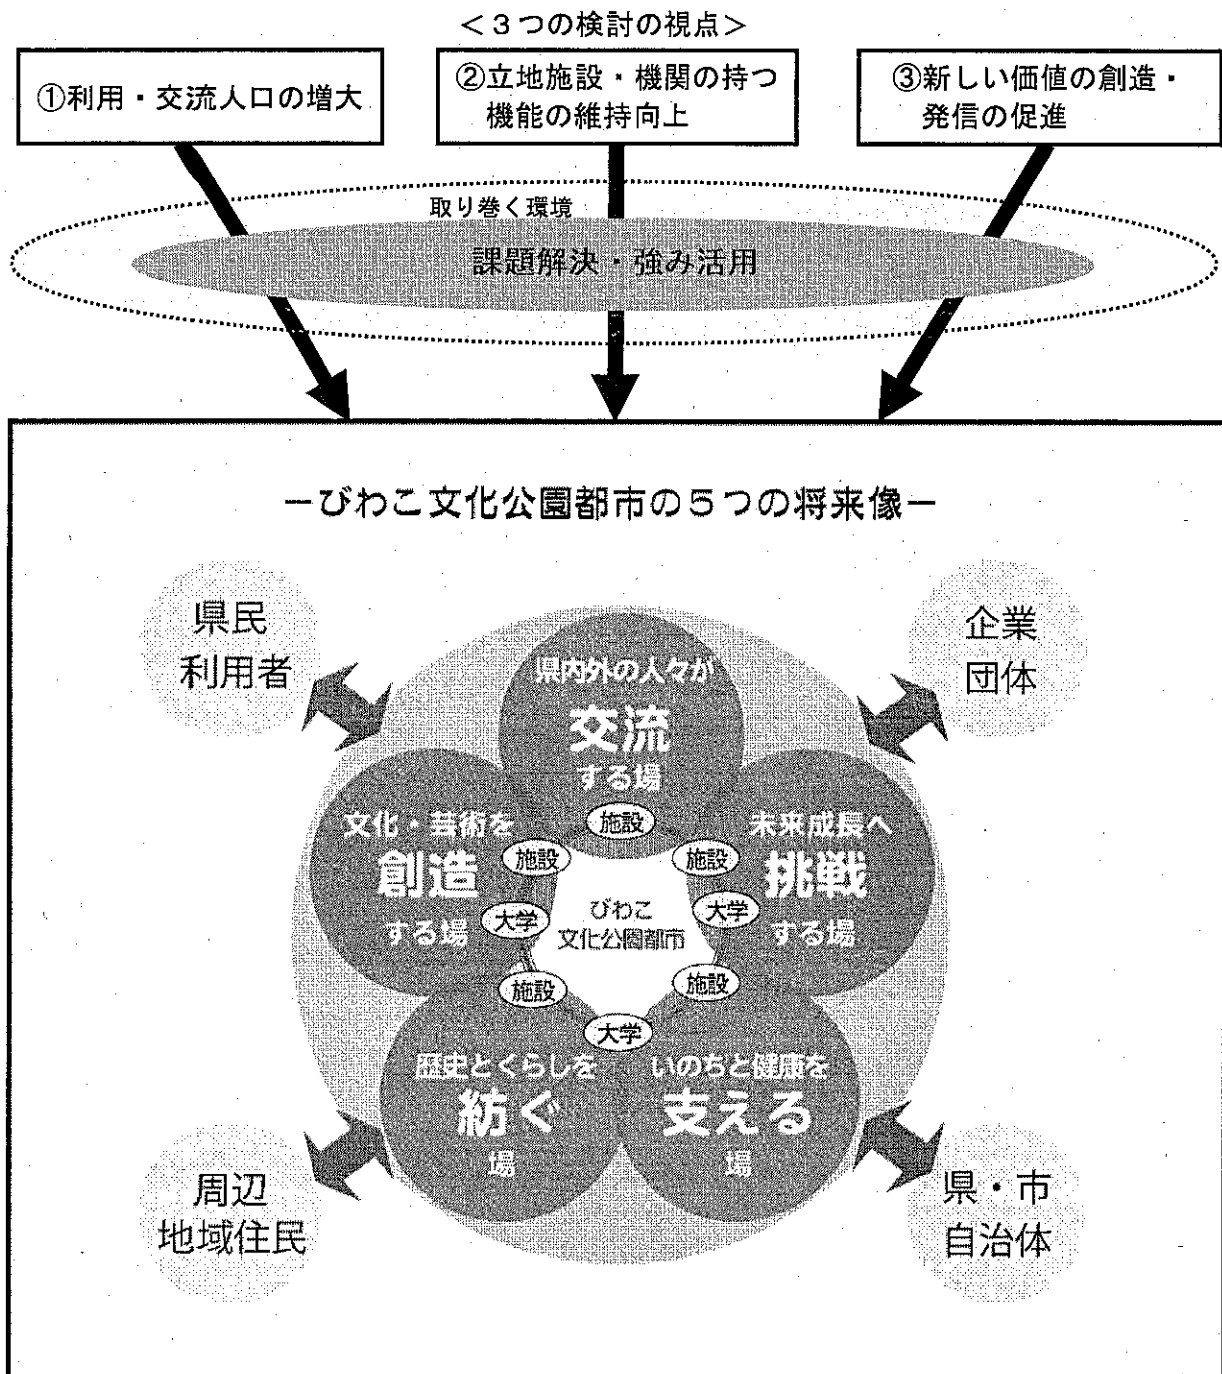 ＜３つの検討の視点＞
①利用・交流人口の増大
②立地施設・機関の持つ
機能の維持向上
③新しい価値の創造・
発信の促進
取り巻く環境
課題解決・強み活用
－びわこ文化公園都市の５つの将来像－
県民
利用者
企業
団体
県内外の人々が
交流
する場
文化・芸術を
創造
する場
未来成長へ
挑戦
する場
施設
施設
施設
大学
大学
びわこ
文化公園都市
施設
施設
大学
歴史とくらしを
紡ぐ
場
いのちと健康を
支える
場
周辺
地域住民
県・市
自治体